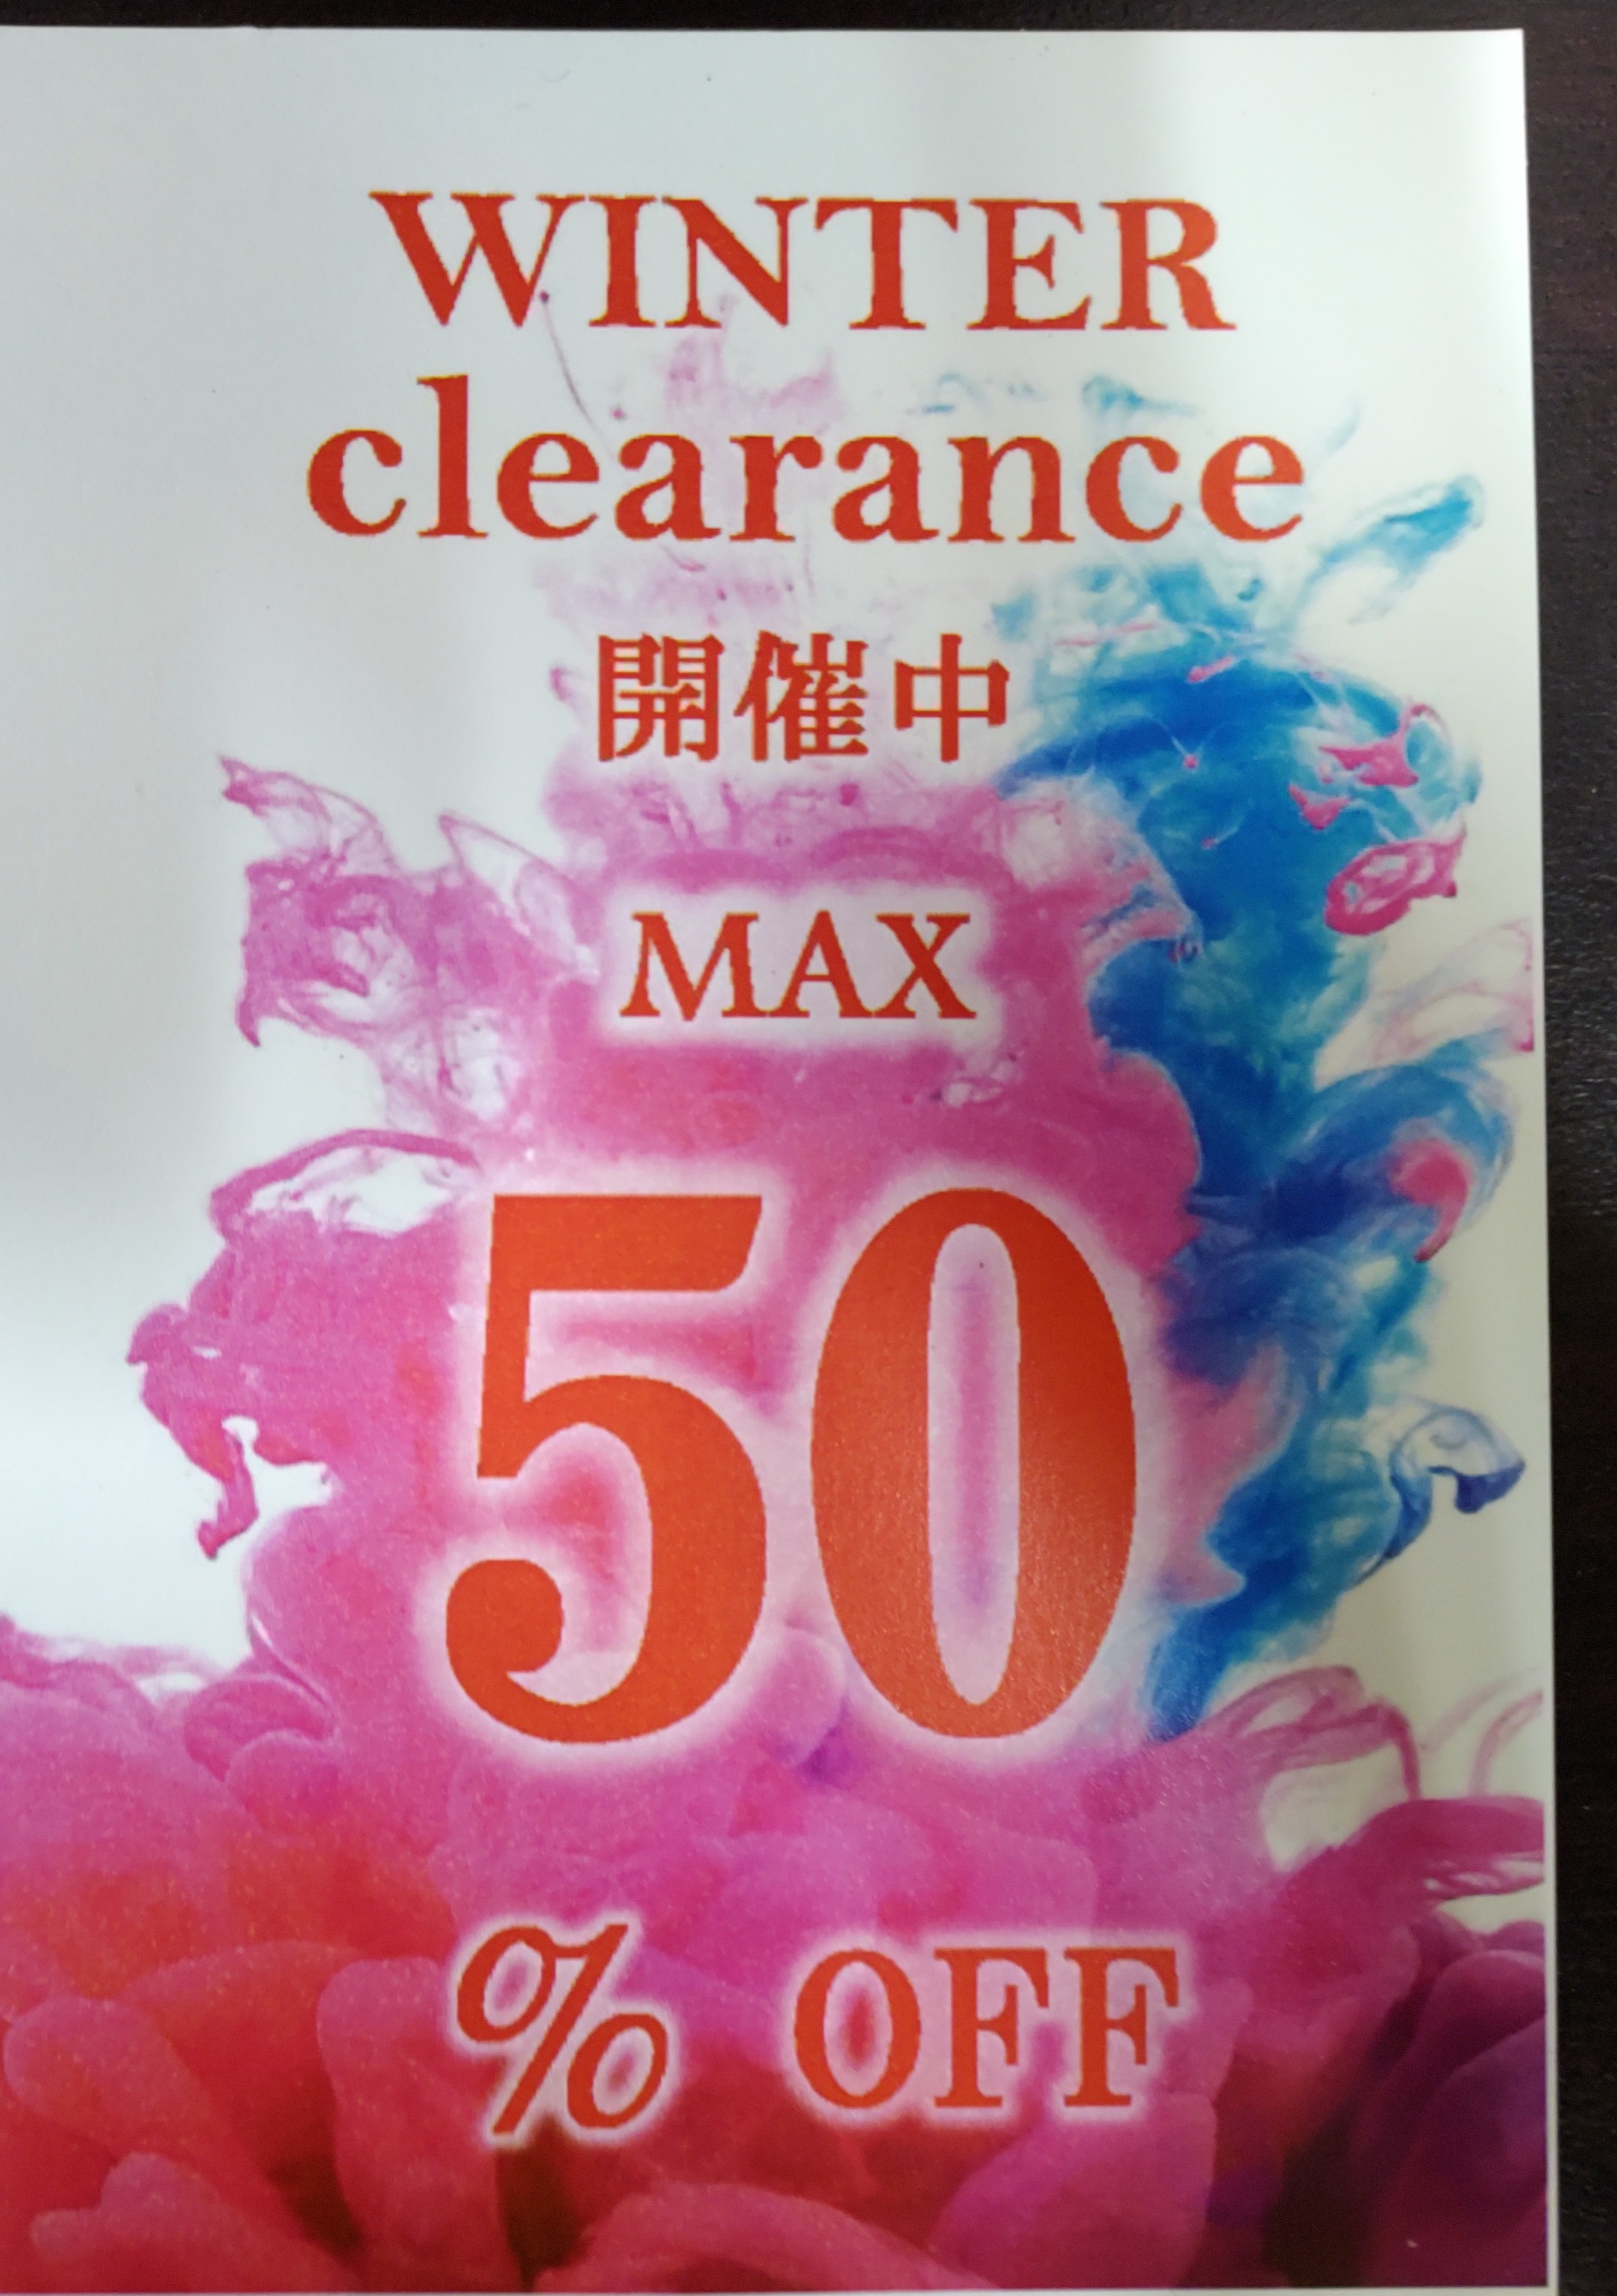 WINTER
clearance
開催中
MAX
50
% OFF